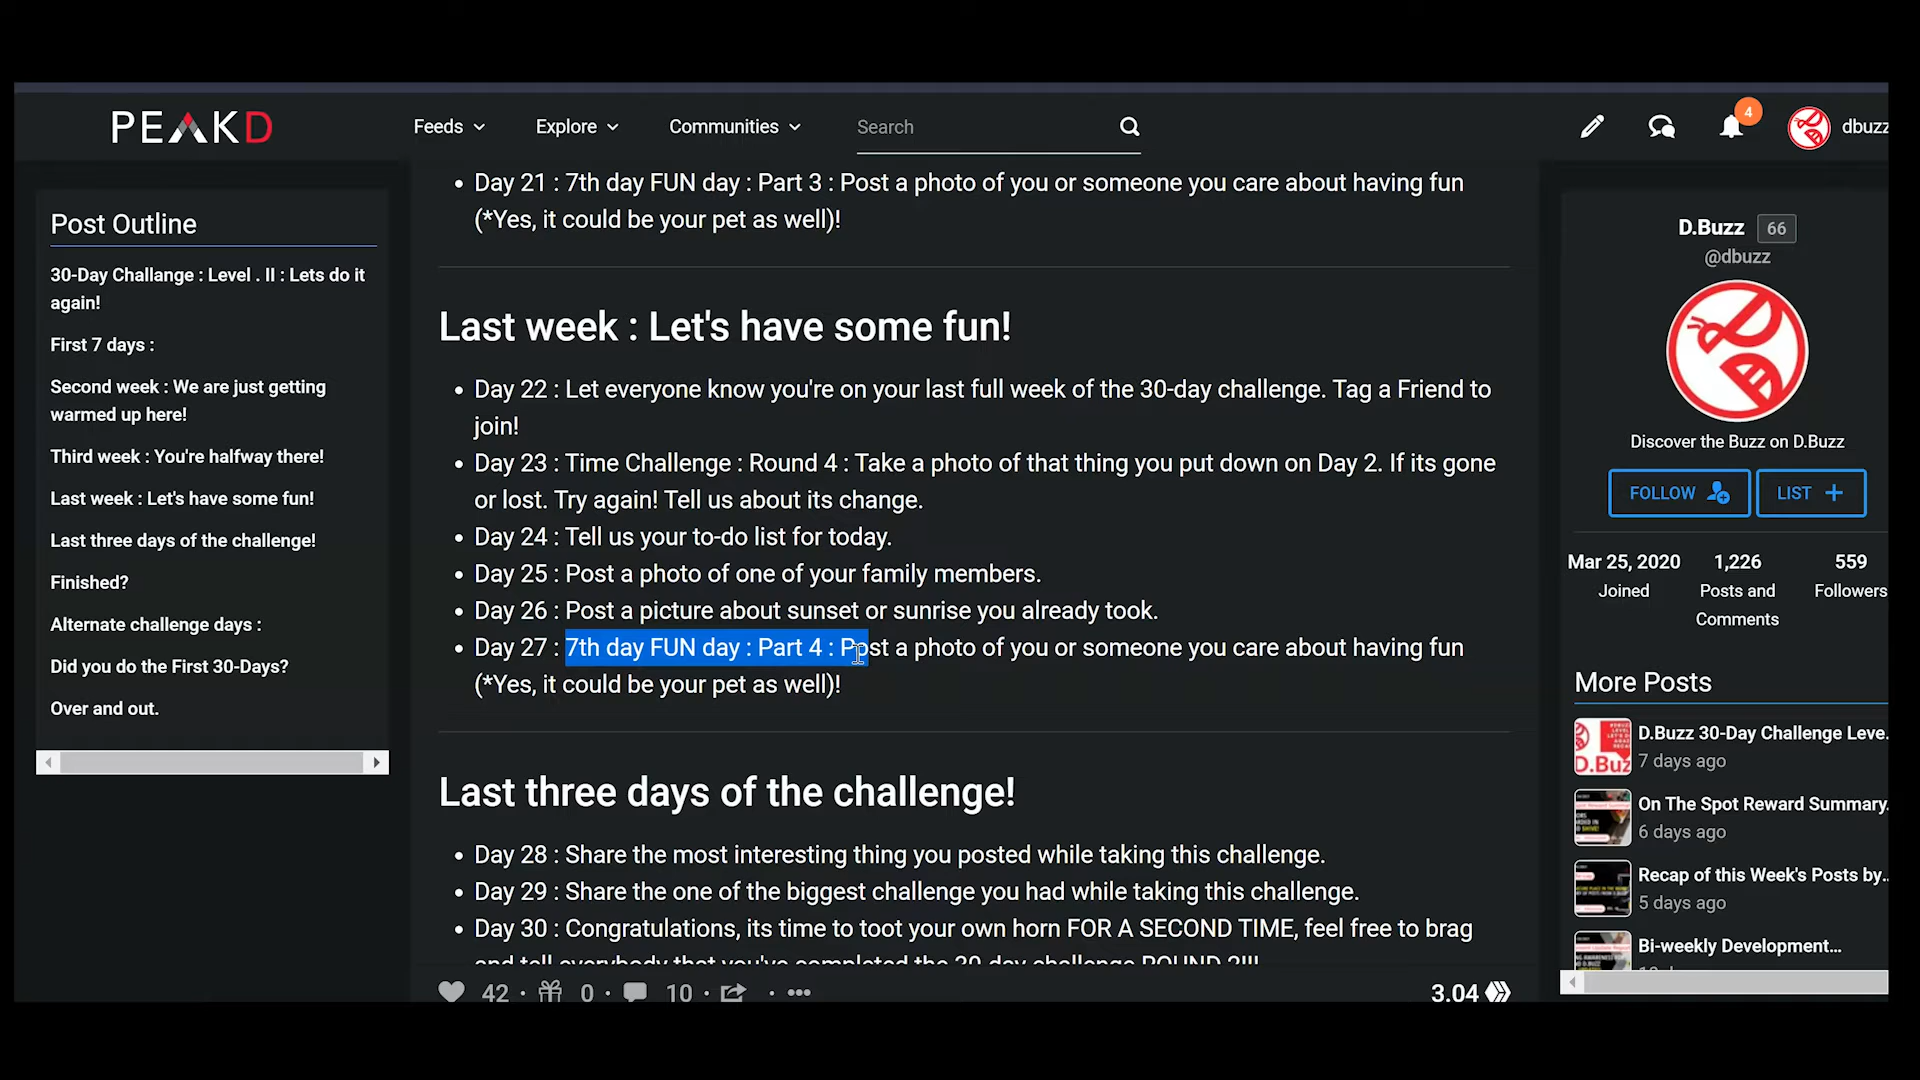 PEAKD
Feeds
Explore
Communities
Search
4
dbuzz
Post Outline
30-Day Challange : Level . II : Lets do it
again!
First 7 days :
Second week : We are just getting
warmed up here!
Third week : You're halfway there!
Last week : Let's have some fun!
Last three days of the challenge!
Finished?
Alternate challenge days :
Did you do the First 30-Days?
Over and out.
Day 21 : 7th day FUN day : Part 3 : Post a photo of you or someone you care about having fun
(*Yes, it could be your pet as well)!
Last week : Let's have some fun!
Day 22 : Let everyone know you're on your last full week of the 30-day challenge. Tag a Friend to
join!
Day 23 : Time Challenge : Round 4 : Take a photo of that thing you put down on Day 2. If its gone
or lost. Try again! Tell us about its change.
Day 24 : Tell us your to-do list for today.
Day 25 : Post a photo of one of your family members.
Day 26 : Post a picture about sunset or sunrise you already took.
Day 27 : 7th day FUN day : Part 4 : Post a photo of you or someone you care about having fun
(*Yes, it could be your pet as well)!
Last three days of the challenge!
Day 28 : Share the most interesting thing you posted while taking this challenge.
Day 29 : Share the one of the biggest challenge you had while taking this challenge.
Day 30 : Congratulations, its time to toot your own horn FOR A SECOND TIME, feel free to brag
and tell everybody that you've completed the 30 day challenge ROUND 2!!!
42 · 0 · 10 · · •••
3.04
D.Buzz 66
@dbuzz
Discover the Buzz on D.Buzz
FOLLOW
LIST
Mar 25, 2020
Joined
1,226
Posts and
Comments
559
Followers
More Posts
D.Buzz 30-Day Challenge Leve..
7 days ago
On The Spot Reward Summary.
6 days ago
Recap of this Week's Posts by..
5 days ago
Bi-weekly Development...